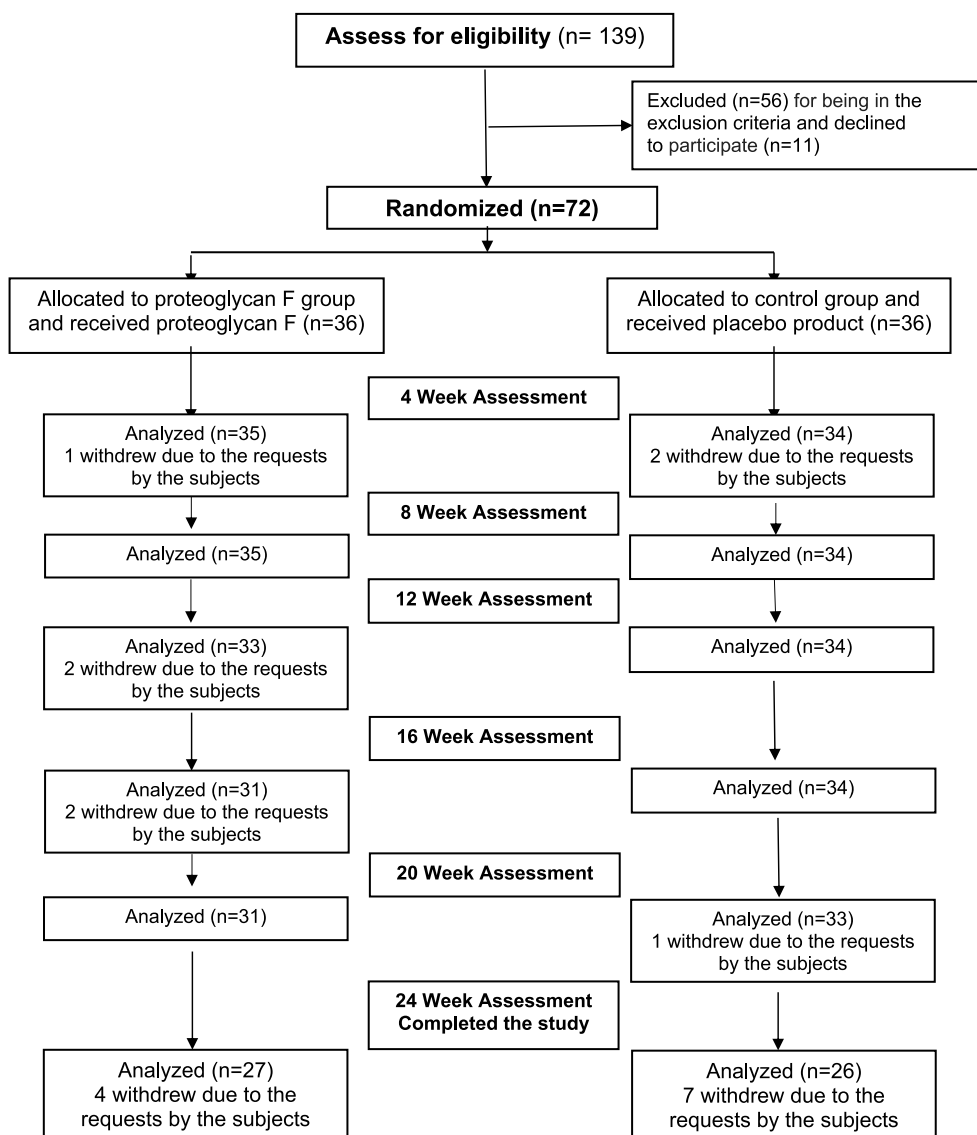 Assess for eligibility (n= 139)
Excluded (n=56) for being in the
exclusion criteria and declined
to participate (n=11)
Randomized (n=72)
Allocated to proteoglycan F group
and received proteoglycan F (n=36)
Allocated to control group and
received placebo product (n=36)
4 Week Assessment
Analyzed (n=35)
1 withdrew due to the requests
by the subjects
Analyzed (n=34)
2 withdrew due to the requests
by the subjects
8 Week Assessment
Analyzed (n=35)
Analyzed (n=34)
12 Week Assessment
Analyzed (n=33)
2 withdrew due to the requests
by the subjects
Analyzed (n=34)
16 Week Assessment
Analyzed (n=31)
2 withdrew due to the requests
by the subjects
Analyzed (n=34)
20 Week Assessment
Analyzed (n=31)
Analyzed (n=33)
1 withdrew due to the requests
by the subjects
24 Week Assessment
Completed the study
Analyzed (n=27)
4 withdrew due to the
requests by the subjects
Analyzed (n=26)
7 withdrew due to the
requests by the subjects